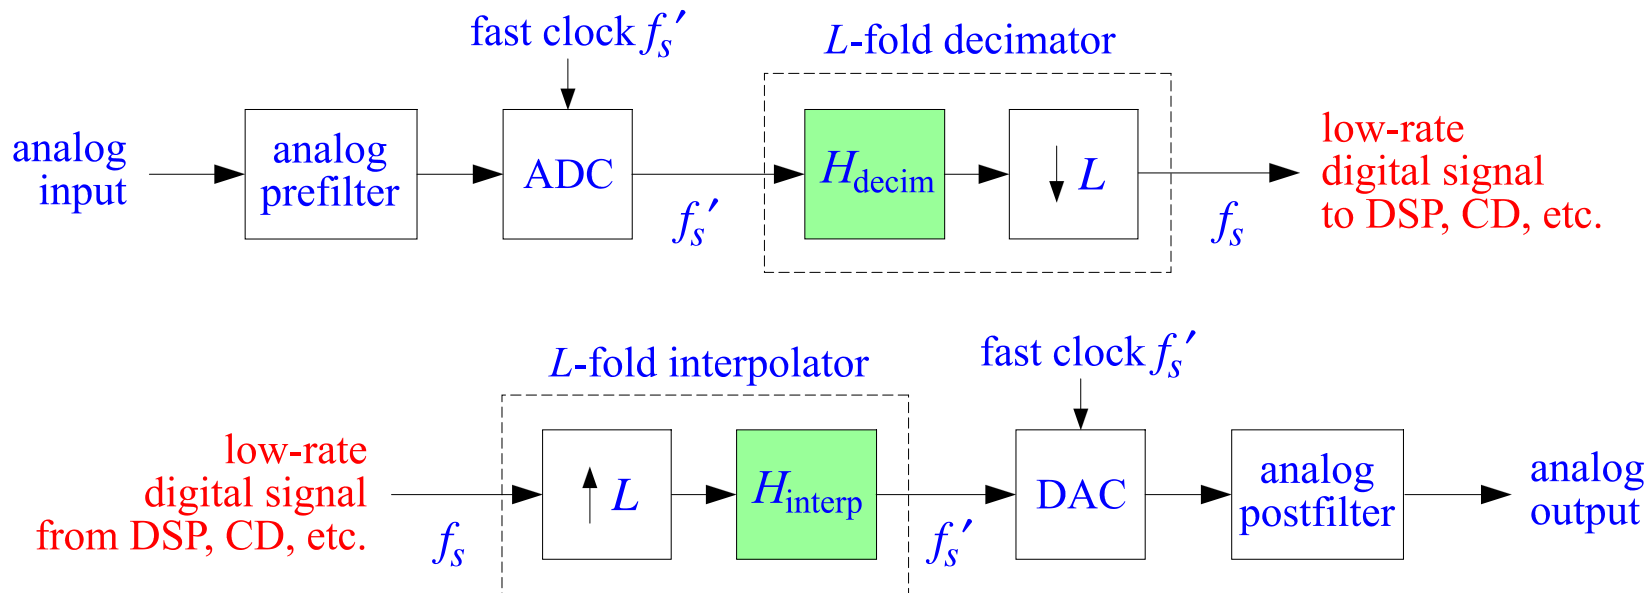 fast clock fs′
L-fold decimator
analog
input
analog
prefilter
ADC
fs′
Hdecim
↓ L
fs
low-rate
digital signal
to DSP, CD, etc.
L-fold interpolator
fast clock fs′
low-rate
digital signal
from DSP, CD, etc.
fs
↑ L
Hinterp
fs′
DAC
analog
postfilter
analog
output